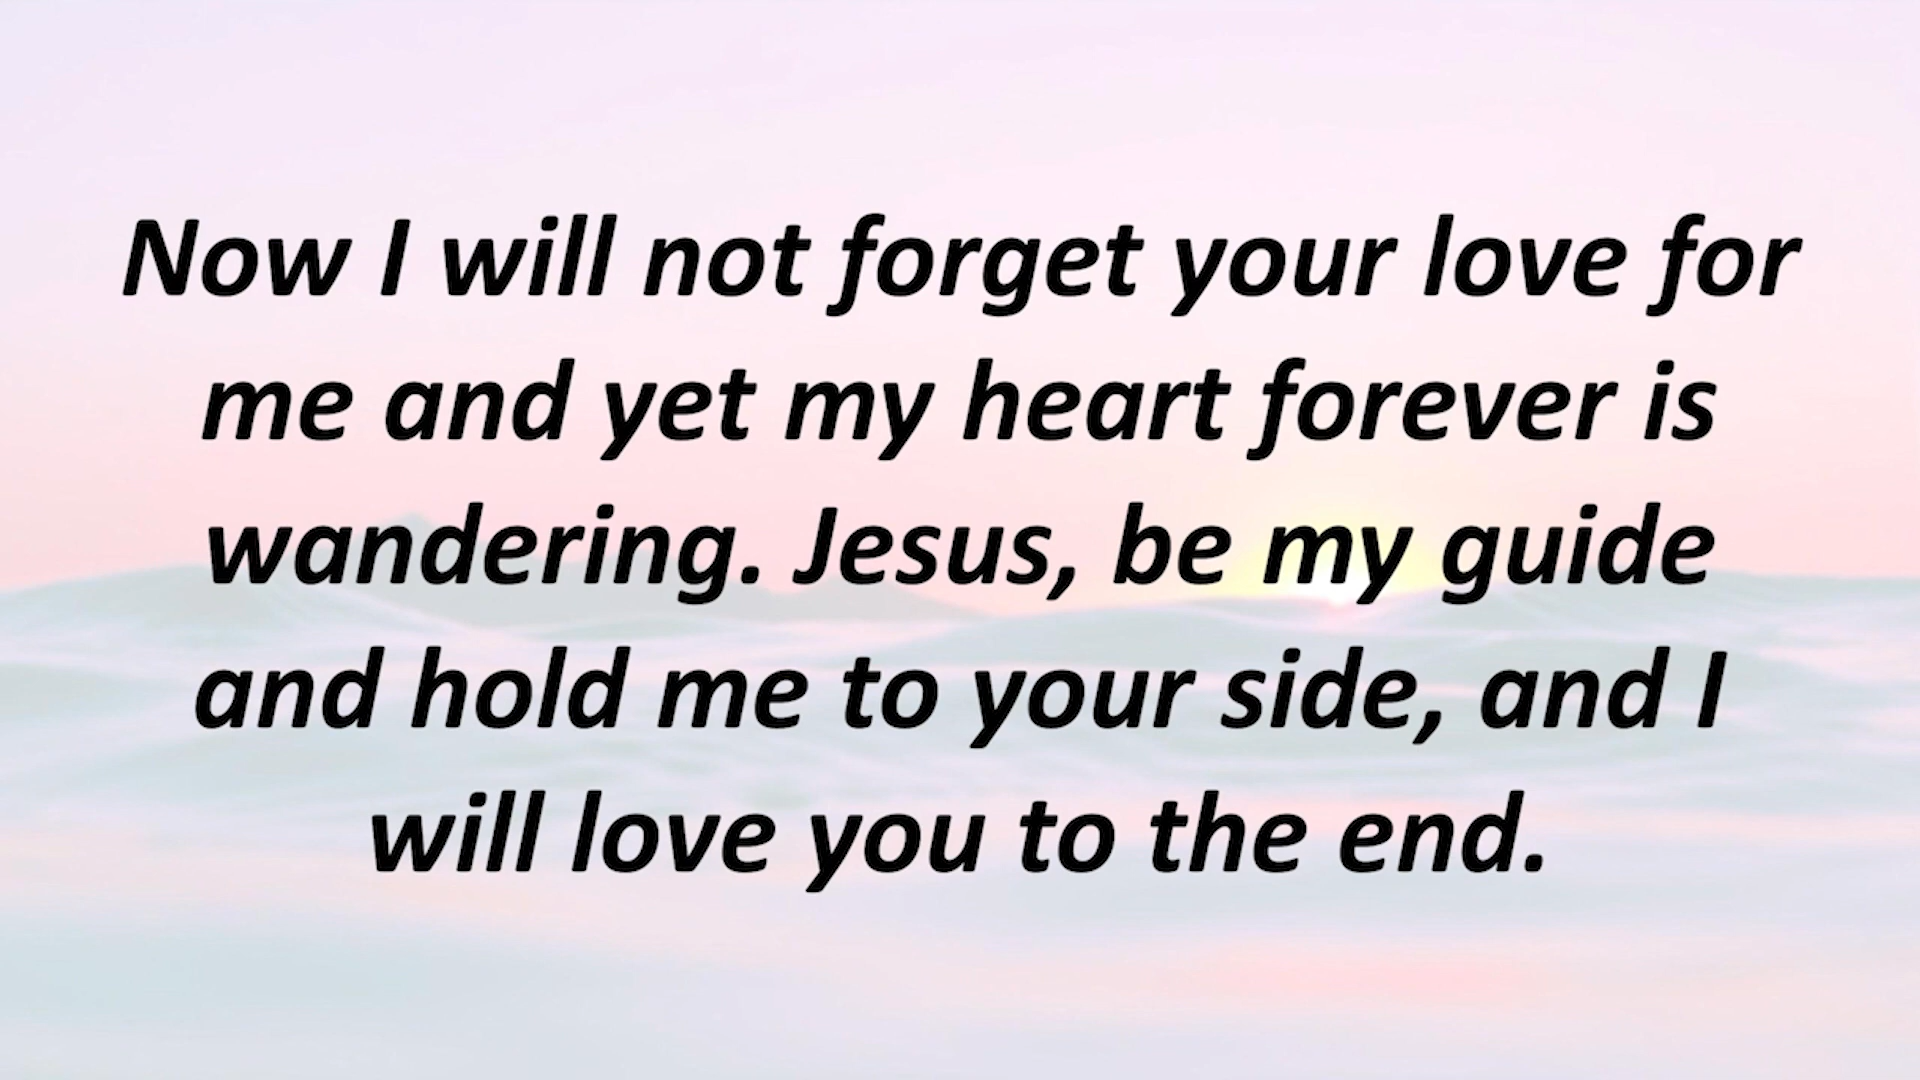 Now I will not forget your love for
me and yet my heart forever is
wandering. Jesus, be my guide
and hold me to your side, and I
will love you to the end.